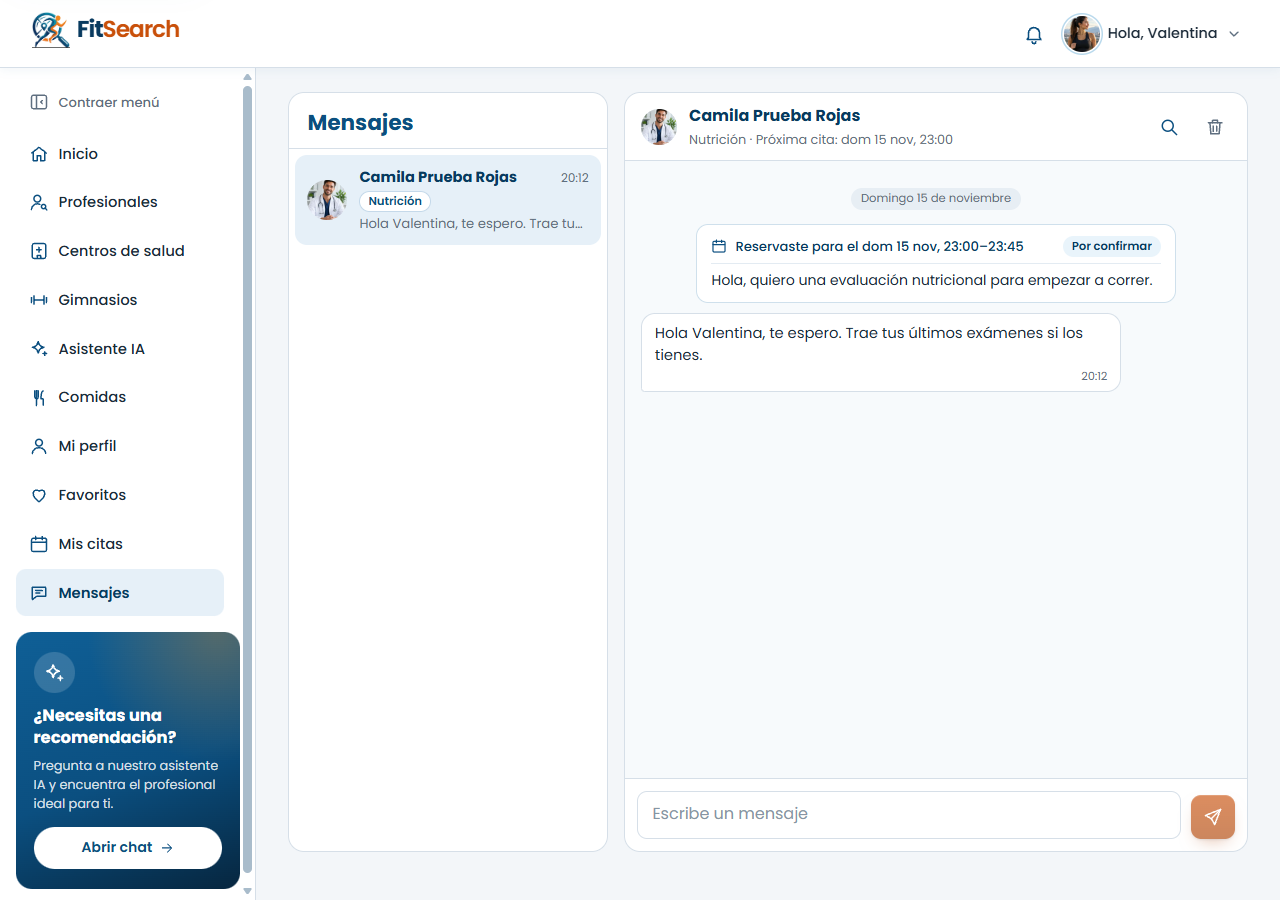 FitSearch
Hola, Valentina
Contraer menú
Inicio
Profesionales
Centros de salud
Gimnasios
Asistente IA
Comidas
Mi perfil
Favoritos
Mis citas
Mensajes
¿Necesitas una
recomendación?
Pregunta a nuestro asistente
IA y encuentra el profesional
ideal para ti.
Abrir chat
Mensajes
Camila Prueba Rojas
20:12
Nutrición
Hola Valentina, te espero. Trae tu...
Camila Prueba Rojas
Nutrición · Próxima cita: dom 15 nov, 23:00
Domingo 15 de noviembre
Reservaste para el dom 15 nov, 23:00–23:45
Por confirmar
Hola, quiero una evaluación nutricional para empezar a correr.
Hola Valentina, te espero. Trae tus últimos exámenes si los
tienes.
20:12
Escribe un mensaje